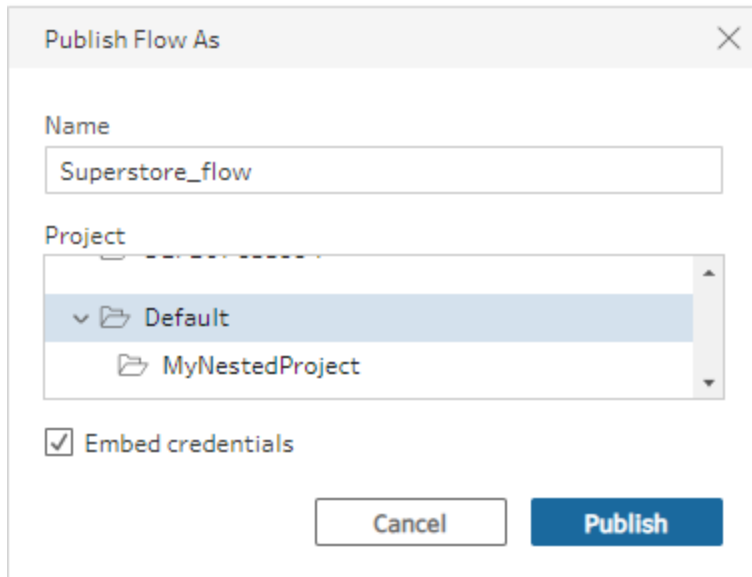 Publish Flow As
Name
Superstore_flow
Project
Default
MyNestedProject
Embed credentials
Cancel Publish